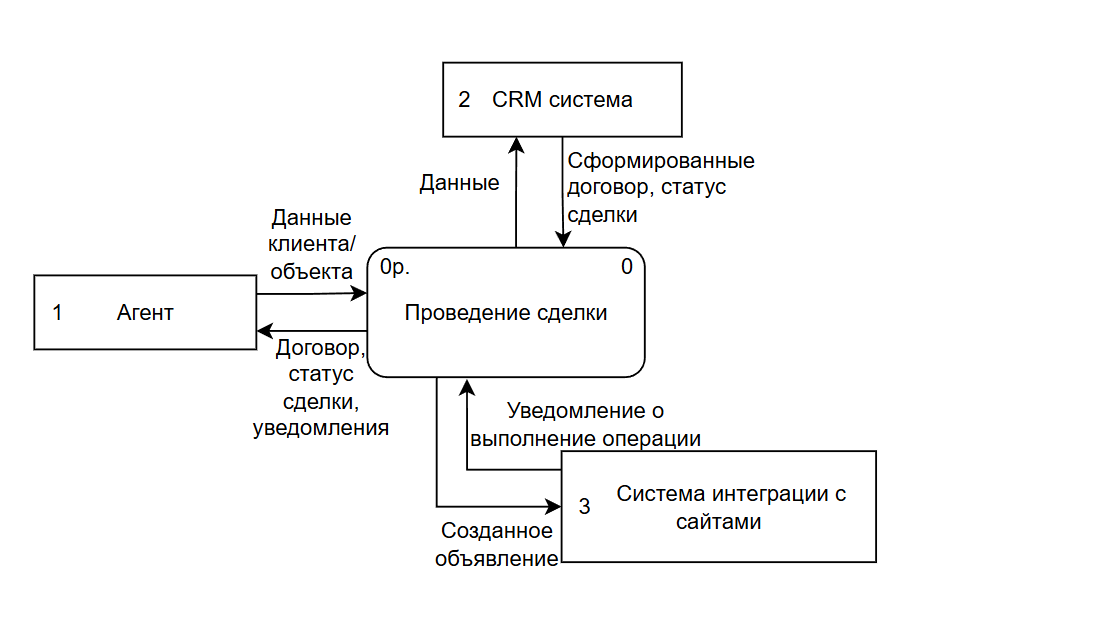 2 CRM система
Данные
Сформированные
договор, статус
сделки
Данные
клиента/
объекта
0р. 0
Проведение сделки
1 Агент
Договор,
статус
сделки,
уведомления
Уведомление о
выполнение операции
3 Система интеграции с
сайтами
Созданное
объявление